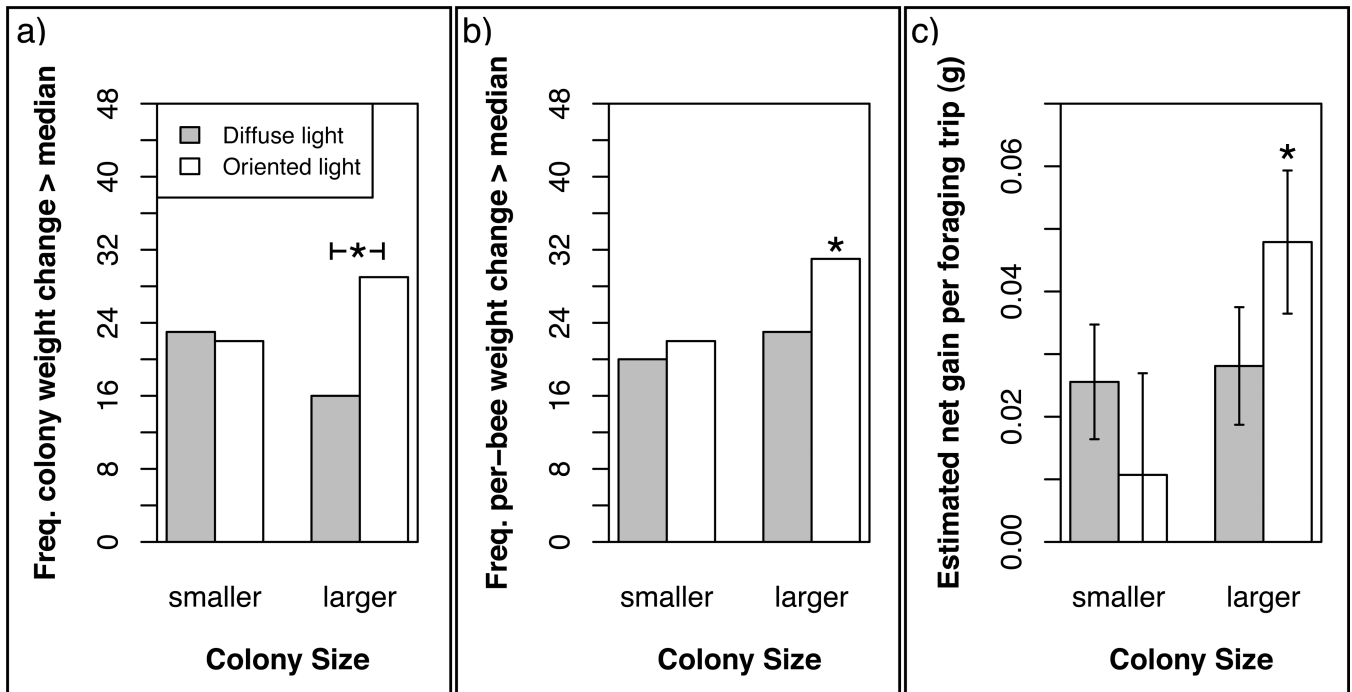 a)
Freq. colony weight change > median
48
40
32
24
16
8
0
Diffuse light
Oriented light
*
smaller larger
Colony Size
b)
Freq. per−bee weight change > median
48
40
32
24
16
8
0
*
smaller larger
Colony Size
c)
Estimated net gain per foraging trip (g)
0.06
0.04
0.02
0.00
*
smaller larger
Colony Size